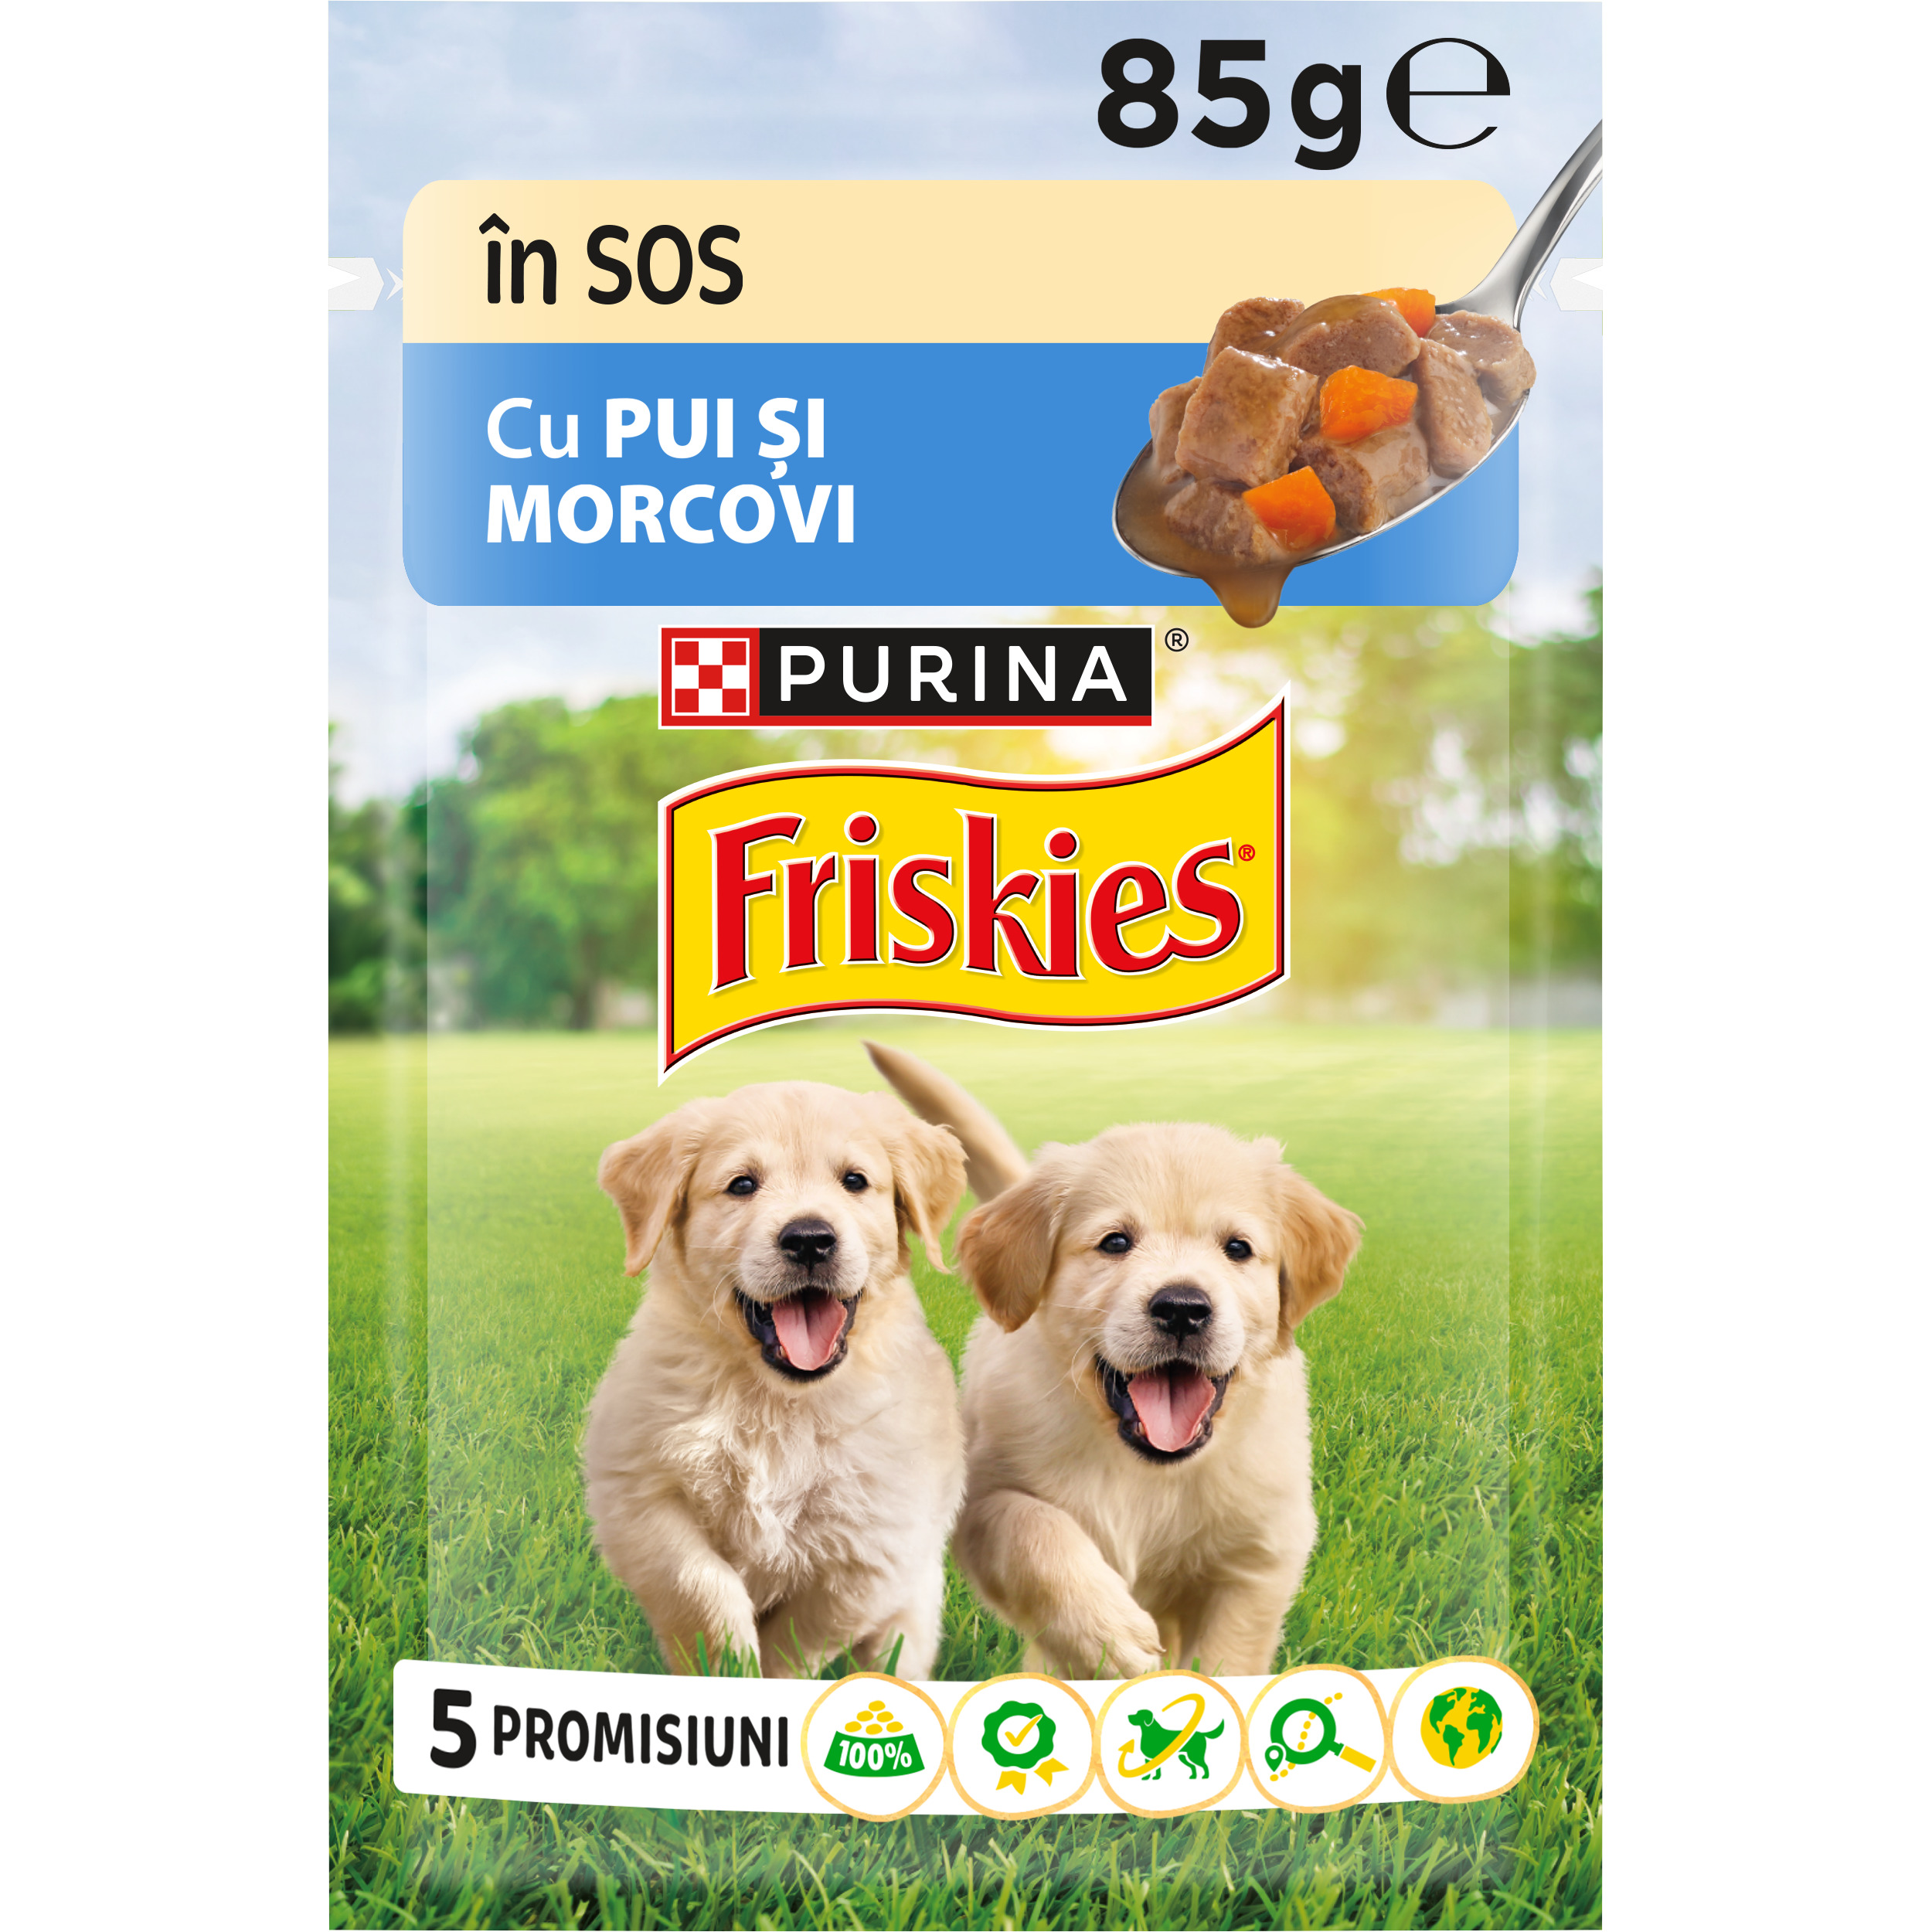 85g℮
în SOS
Cu PUI ȘI
MORCOVI
PURINA®
Friskies®
5 PROMISIUNI
100%